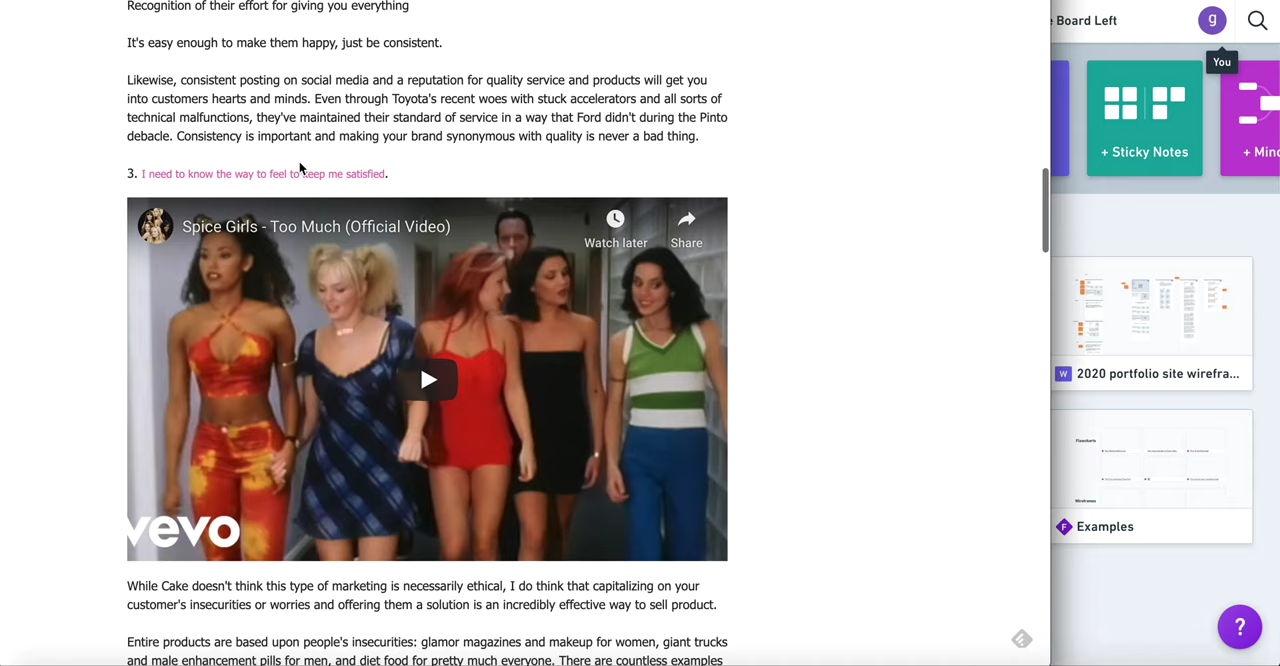 Recognition of their effort for giving you everything
It's easy enough to make them happy, just be consistent.
Likewise, consistent posting on social media and a reputation for quality service and products will get you
into customers hearts and minds. Even through Toyota's recent woes with stuck accelerators and all sorts of
technical malfunctions, they've maintained their standard of service in a way that Ford didn't during the Pinto
debacle. Consistency is important and making your brand synonymous with quality is never a bad thing.
3. I need to know the way to feel to keep me satisfied.
Spice Girls - Too Much (Official Video)
Watch later
Share
vevo
While Cake doesn't think this type of marketing is necessarily ethical, I do think that capitalizing on your
customer's insecurities or worries and offering them a solution is an incredibly effective way to sell product.
Entire products are based upon people's insecurities: glamor magazines and makeup for women, giant trucks
and male enhancement pills for men, and diet food for pretty much everyone. There are countless examples
Board Left
g
You
+ Sticky Notes
+ Mind
W 2020 portfolio site wirefra...
Flowcharts
Wireframes
F Examples
?